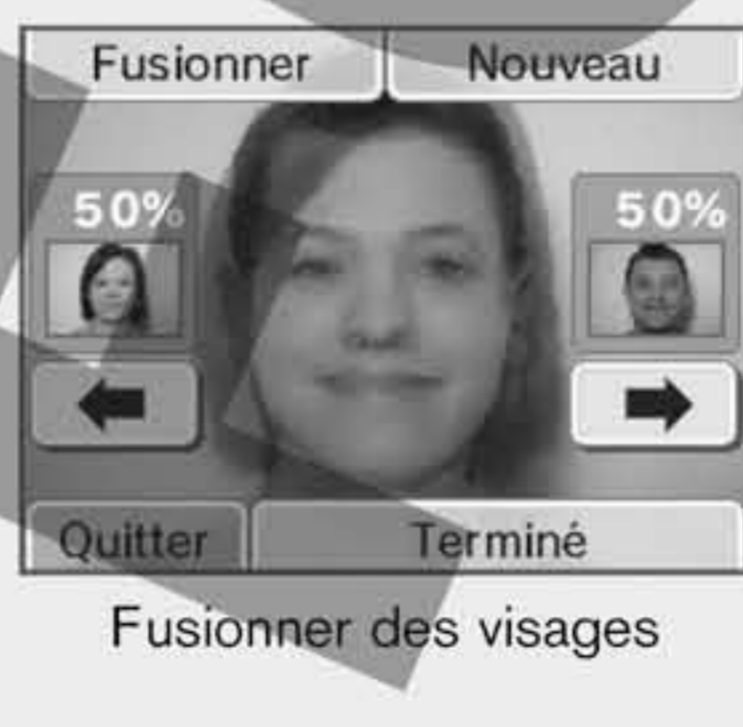 Fusionner Nouveau
50% 50%
Quitter Terminé
Fusionner des visages